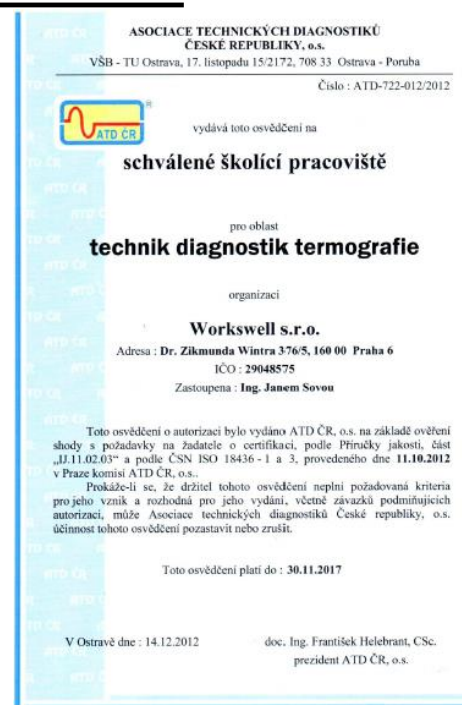 ASOCIACE TECHNICKÝCH DIAGNOSTIKŮ
ČESKÉ REPUBLIKY, o.s.
VŠB - TU Ostrava, 17. listopadu 15/2172, 708 33 Ostrava - Poruba
Číslo : ATD-722-012/2012
ATD ČR
®
vydává toto osvědčení na
schválené školící pracoviště
pro oblast
technik diagnostik termografie
organizaci
Workswell s.r.o.
Adresa : Dr. Zikmunda Wintra 376/5, 160 00 Praha 6
IČO : 29048575
Zastoupena : Ing. Janem Sovou
Toto osvědčení o autorizaci bylo vydáno ATD ČR, o.s. na základě ověření
shody s požadavky na žadatele o certifikaci, podle Příručky jakosti, část
„IJ.11.02.03“ a podle ČSN ISO 18436 - 1 a 3, provedeného dne 11.10.2012
v Praze komisí ATD ČR, o.s..
Prokáže-li se, že držitel tohoto osvědčení neplní požadovaná kriteria
pro jeho vznik a rozhodná pro jeho vydání, včetně závazků podmiňujících
autorizaci, může Asociace technických diagnostiků České republiky, o.s.
účinnost tohoto osvědčení pozastavit nebo zrušit.
Toto osvědčení platí do : 30.11.2017
V Ostravě dne : 14.12.2012
doc. Ing. František Helebrant, CSc.
prezident ATD ČR, o.s.